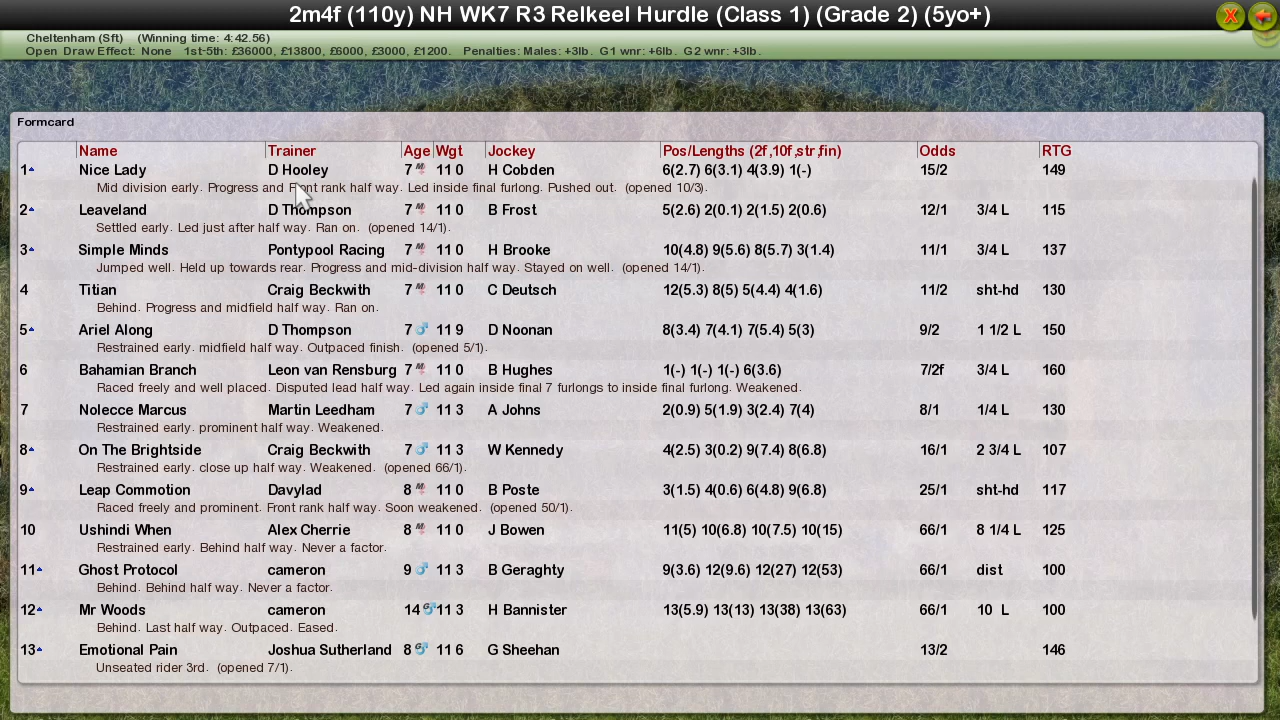 2m4f (110y) NH WK7 R3 Relkeel Hurdle (Class 1) (Grade 2) (5yo+)
Cheltenham (Sft) (Winning time: 4:42.56)
Open Draw Effect: None 1st-5th: £36000, £13800, £6000, £3000, £1200. Penalties: Males: +3lb. G1 wnr: +6lb. G2 wnr: +3lb.
Formcard
Name Trainer Age Wgt Jockey Pos/Lengths (2f,10f,str,fin) Odds RTG
1 Nice Lady D Hooley 7 M 11 0 H Cobden 6(2.7) 6(3.1) 4(3.9) 1(-) 15/2 149
Mid division early. Progress and Front rank half way. Led inside final furlong. Pushed out. (opened 10/3).
2 Leaveland D Thompson 7 M 11 0 B Frost 5(2.6) 2(0.1) 2(1.5) 2(0.6) 12/1 3/4 L 115
Settled early. Led just after half way. Ran on. (opened 14/1).
3 Simple Minds Pontypool Racing 7 M 11 0 H Brooke 10(4.8) 9(5.6) 8(5.7) 3(1.4) 11/1 3/4 L 137
Jumped well. Held up towards rear. Progress and mid-division half way. Stayed on well. (opened 14/1).
4 Titian Craig Beckwith 7 M 11 0 C Deutsch 12(5.3) 8(5) 5(4.4) 4(1.6) 11/2 sht-hd 130
Behind. Progress and midfield half way. Ran on.
5 Ariel Along D Thompson 7 11 9 D Noonan 8(3.4) 7(4.1) 7(5.4) 5(3) 9/2 1 1/2 L 150
Restrained early. midfield half way. Outpaced finish. (opened 5/1).
6 Bahamian Branch Leon van Rensburg 7 M 11 0 B Hughes 1(-) 1(-) 1(-) 6(3.6) 7/2f 3/4 L 160
Raced freely and well placed. Disputed lead half way. Led again inside final 7 furlongs to inside final furlong. Weakened.
7 Nolecce Marcus Martin Leedham 7 11 3 A Johns 2(0.9) 5(1.9) 3(2.4) 7(4) 8/1 1/4 L 130
Restrained early. prominent half way. Weakened.
8 On The Brightside Craig Beckwith 7 11 3 W Kennedy 4(2.5) 3(0.2) 9(7.4) 8(6.8) 16/1 2 3/4 L 107
Restrained early. close up half way. Weakened. (opened 66/1).
9 Leap Commotion Davylad 8 M 11 0 B Poste 3(1.5) 4(0.6) 6(4.8) 9(6.8) 25/1 sht-hd 117
Raced freely and prominent. Front rank half way. Soon weakened. (opened 50/1).
10 Ushindi When Alex Cherrie 8 M 11 0 J Bowen 11(5) 10(6.8) 10(7.5) 10(15) 66/1 8 1/4 L 125
Restrained early. Behind half way. Never a factor.
11 Ghost Protocol cameron 9 11 3 B Geraghty 9(3.6) 12(9.6) 12(27) 12(53) 66/1 dist 100
Behind. Behind half way. Never a factor.
12 Mr Woods cameron 14 G 11 3 H Bannister 13(5.9) 13(13) 13(38) 13(63) 66/1 10 L 100
Behind. Last half way. Outpaced. Eased.
13 Emotional Pain Joshua Sutherland 8 G 11 6 G Sheehan 13/2 146
Unseated rider 3rd. (opened 7/1).